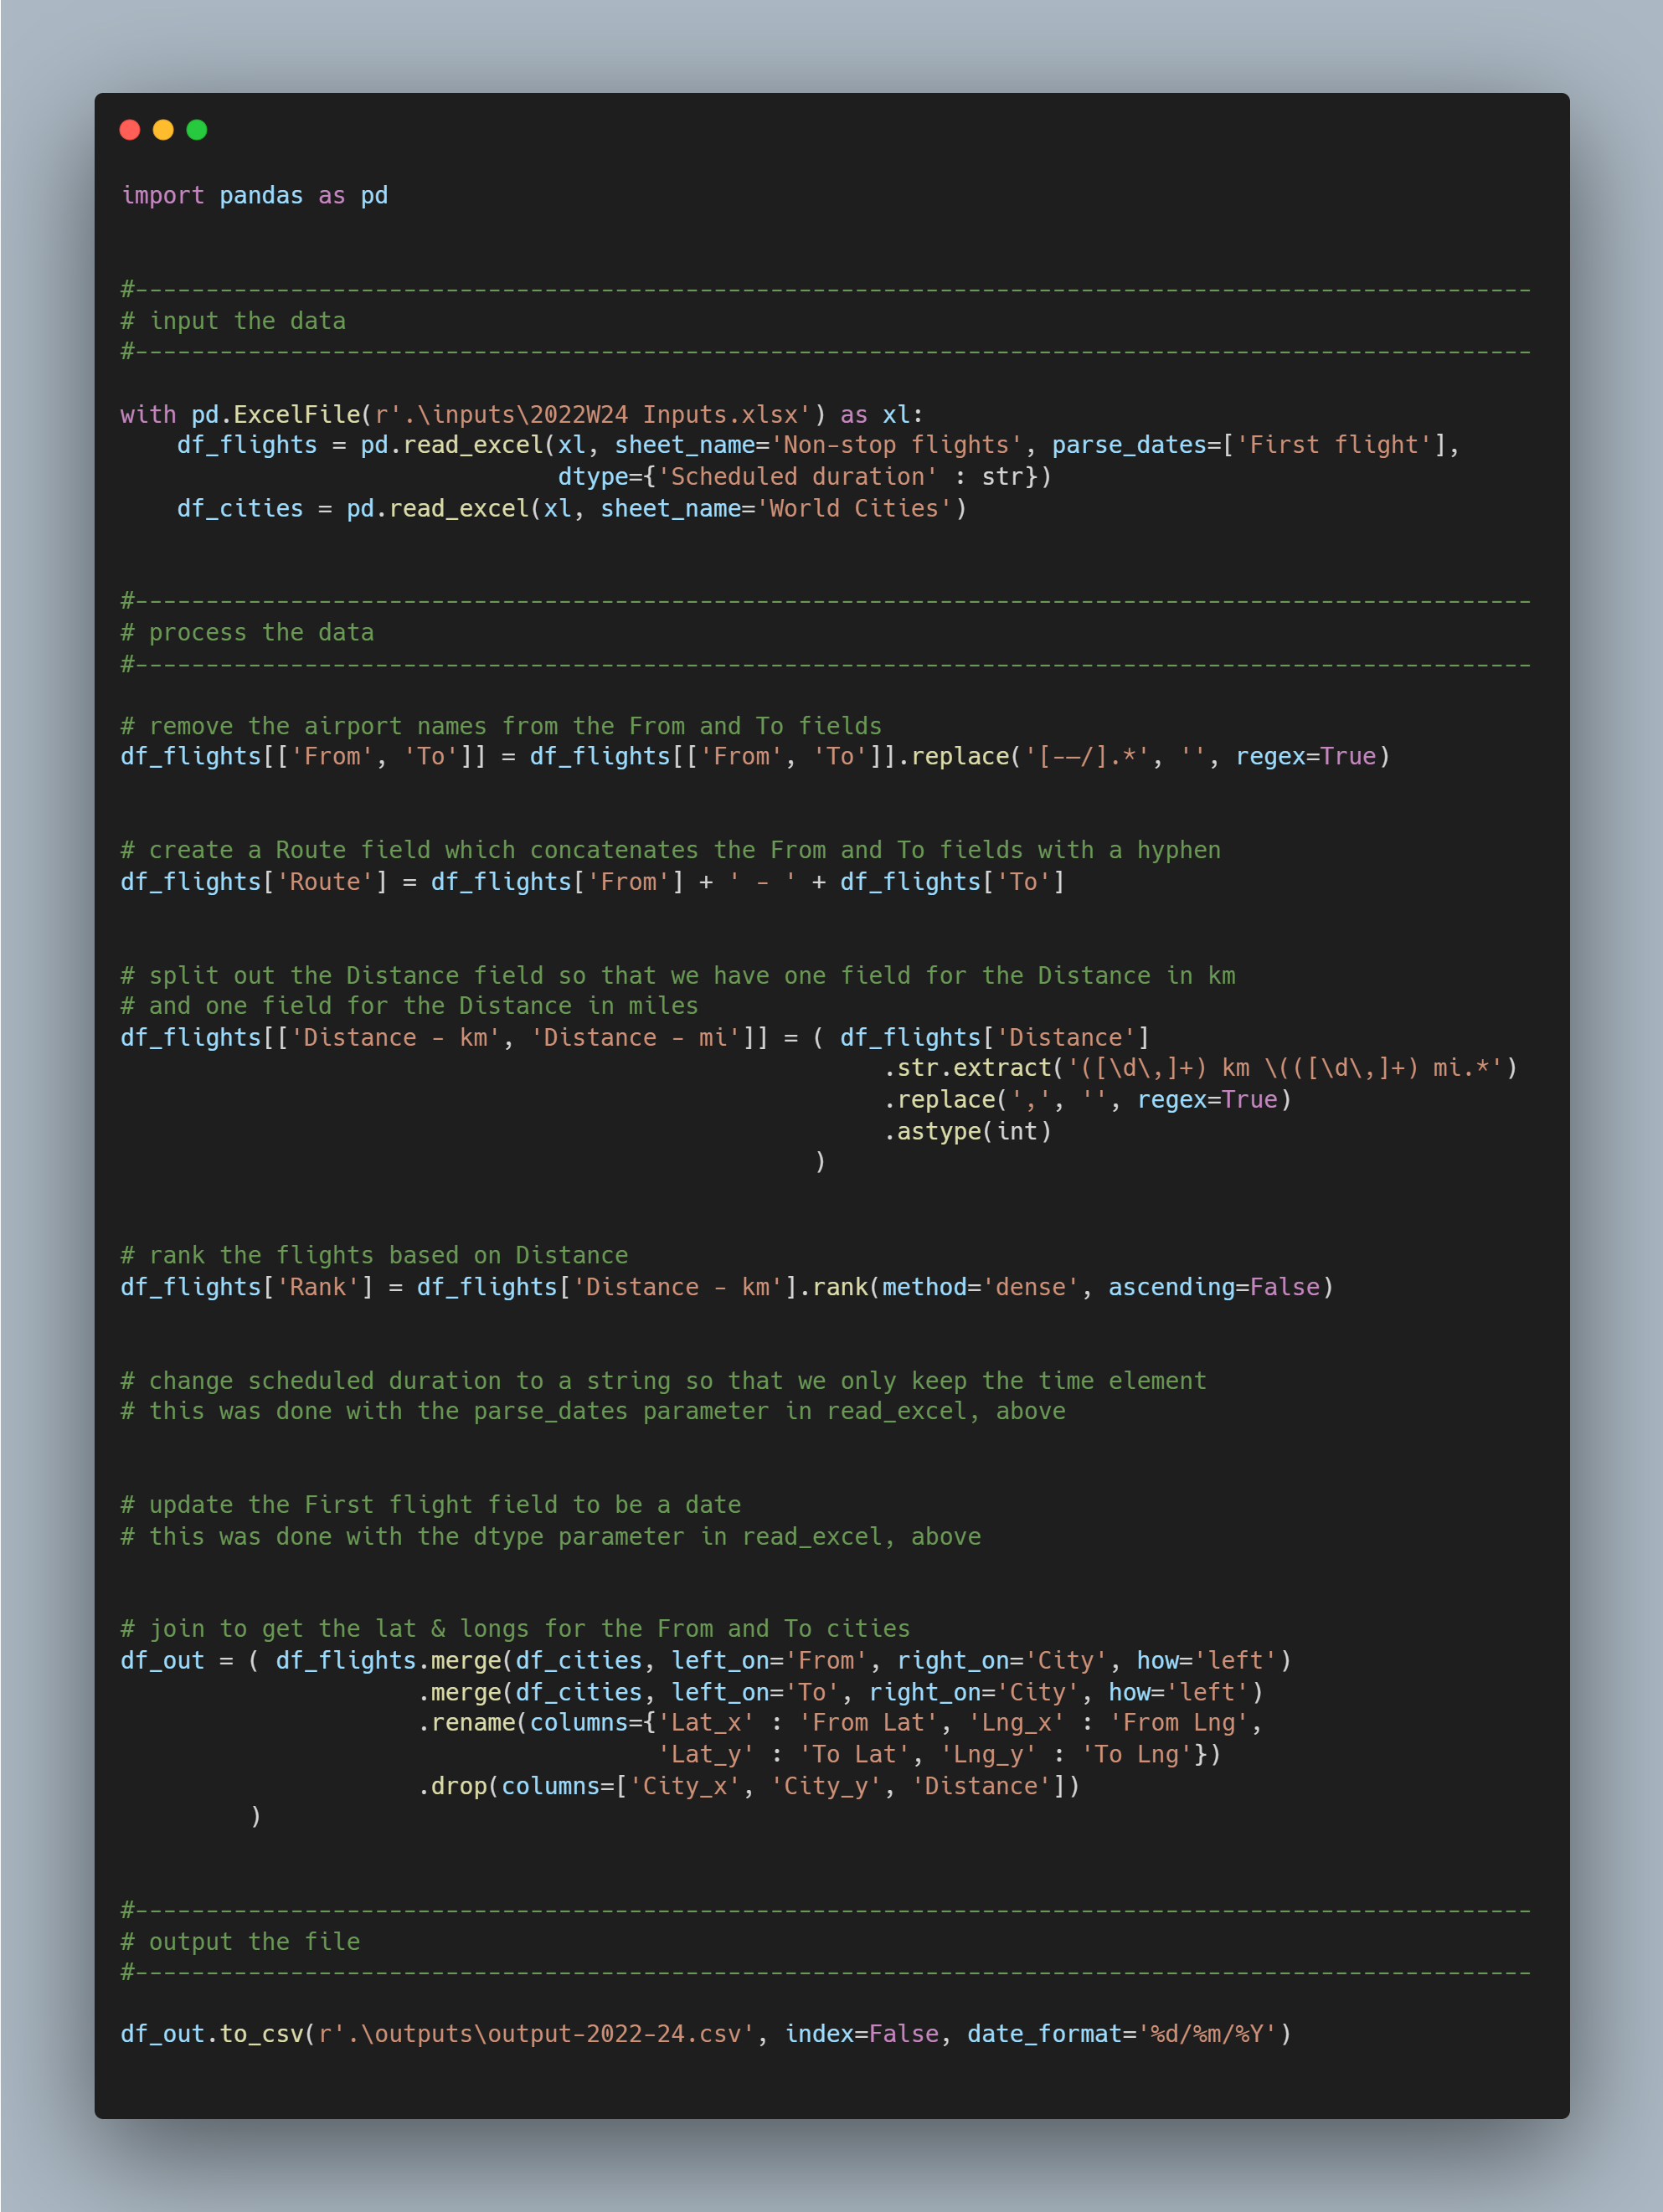 import pandas as pd
#---------------------------------------------------------------------------------------------------
# input the data
#---------------------------------------------------------------------------------------------------
with pd.ExcelFile(r'.\inputs\2022W24 Inputs.xlsx') as xl:
    df_flights = pd.read_excel(xl, sheet_name='Non-stop flights', parse_dates=['First flight'],
                               dtype={'Scheduled duration' : str})
    df_cities = pd.read_excel(xl, sheet_name='World Cities')
#---------------------------------------------------------------------------------------------------
# process the data
#---------------------------------------------------------------------------------------------------
# remove the airport names from the From and To fields
df_flights[['From', 'To']] = df_flights[['From', 'To']].replace('[-–/].*', '', regex=True)
# create a Route field which concatenates the From and To fields with a hyphen
df_flights['Route'] = df_flights['From'] + ' - ' + df_flights['To']
# split out the Distance field so that we have one field for the Distance in km
# and one field for the Distance in miles
df_flights[['Distance - km', 'Distance - mi']] = ( df_flights['Distance']
                                                      .str.extract('([\d\,]+) km \(([\d\,]+) mi.*')
                                                      .replace(',', '', regex=True)
                                                      .astype(int)
                                                 )
# rank the flights based on Distance
df_flights['Rank'] = df_flights['Distance - km'].rank(method='dense', ascending=False)
# change scheduled duration to a string so that we only keep the time element
# this was done with the parse_dates parameter in read_excel, above
# update the First flight field to be a date
# this was done with the dtype parameter in read_excel, above
# join to get the lat & longs for the From and To cities
df_out = ( df_flights.merge(df_cities, left_on='From', right_on='City', how='left')
                     .merge(df_cities, left_on='To', right_on='City', how='left')
                     .rename(columns={'Lat_x' : 'From Lat', 'Lng_x' : 'From Lng',
                                      'Lat_y' : 'To Lat', 'Lng_y' : 'To Lng'})
                     .drop(columns=['City_x', 'City_y', 'Distance'])
         )
#---------------------------------------------------------------------------------------------------
# output the file
#---------------------------------------------------------------------------------------------------
df_out.to_csv(r'.\outputs\output-2022-24.csv', index=False, date_format='%d/%m/%Y')